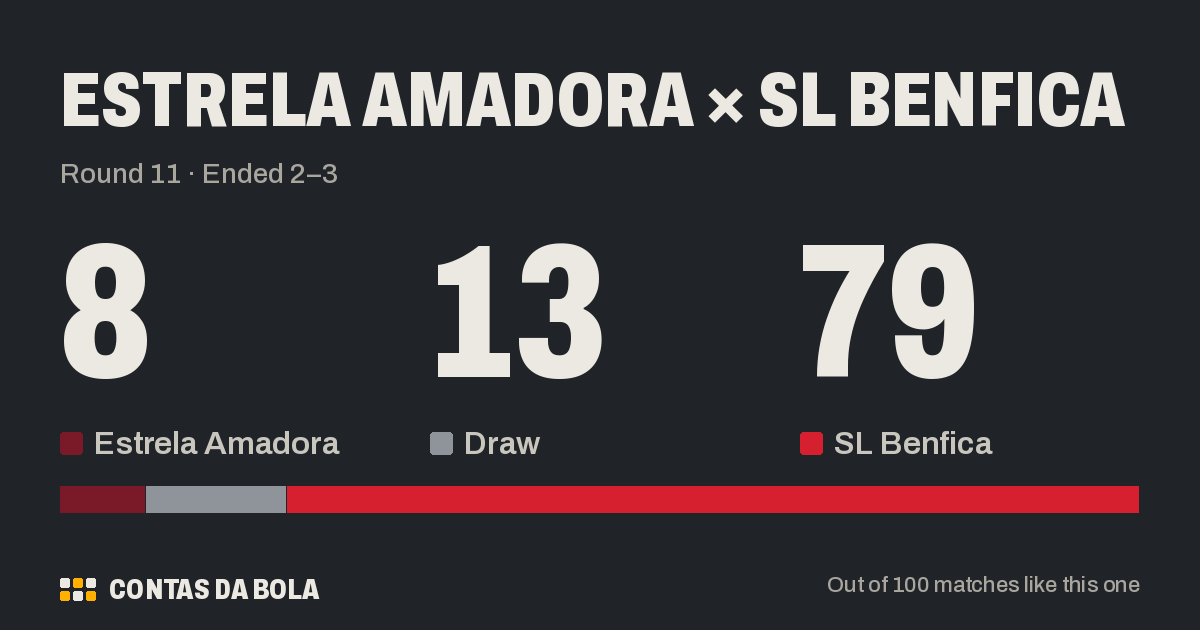 ESTRELA AMADORA × SL BENFICA
Round 11 · Ended 2–3
8 13 79
Estrela Amadora Draw SL Benfica
CONTAS DA BOLA Out of 100 matches like this one